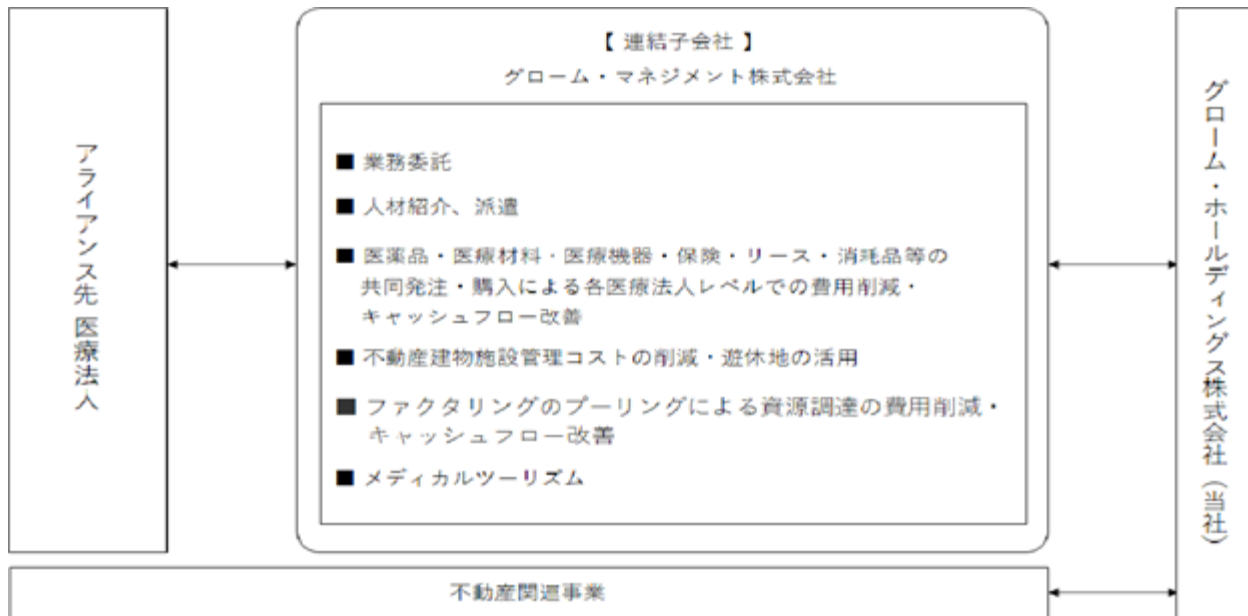 アライアンス先 医療法人
【 連結子会社 】
グローム・マネジメント株式会社
■ 業務委託
■ 人材紹介、派遣
■ 医薬品・医療材料・医療機器・保険・リース・消耗品等の
共同発注・購入による各医療法人レベルでの費用削減・
キャッシュフロー改善
■ 不動産建物施設管理コストの削減・遊休地の活用
■ ファクタリングのプーリングによる資源調達の費用削減・
キャッシュフロー改善
■ メディカルツーリズム
グローム・ホールディングス株式会社（当社）
不動産関連事業